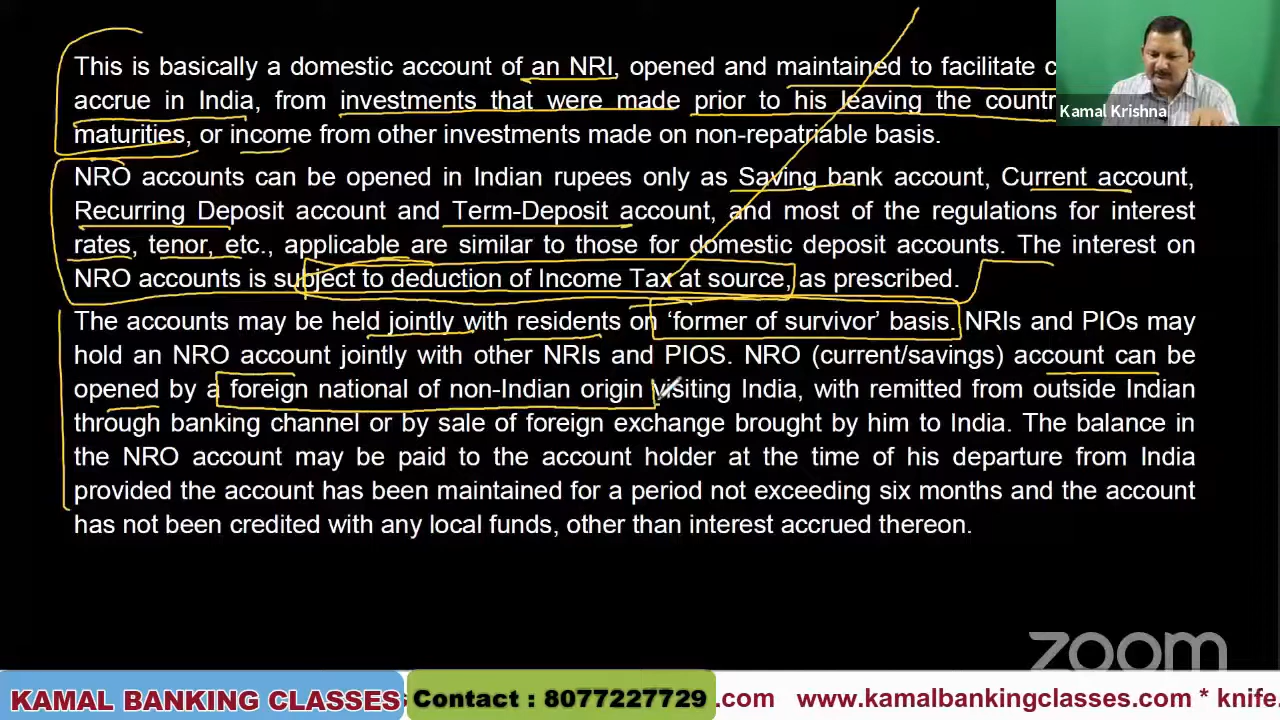 This is basically a domestic account of an NRI, opened and maintained to facilitate
accrue in India, from investments that were made prior to his leaving the
maturities, or income from other investments made on non-repatriable basis.
NRO accounts can be opened in Indian rupees only as Saving bank account, Current account,
Recurring Deposit account and Term-Deposit account, and most of the regulations for interest
rates, tenor, etc., applicable are similar to those for domestic deposit accounts. The interest on
NRO accounts is subject to deduction of Income Tax at source, as prescribed.
The accounts may be held jointly with residents on ‘former of survivor’ basis. NRIs and PIOs may
hold an NRO account jointly with other NRIs and PIOS. NRO (current/savings) account can be
opened by a foreign national of non-Indian origin visiting India, with remitted from outside Indian
through banking channel or by sale of foreign exchange brought by him to India. The balance in
the NRO account may be paid to the account holder at the time of his departure from India
provided the account has been maintained for a period not exceeding six months and the account
has not been credited with any local funds, other than interest accrued thereon.
Kamal Krishna
zoom
KAMAL BANKING CLASSES Contact : 8077227729 .com www.kamalbankingclasses.com * knife.